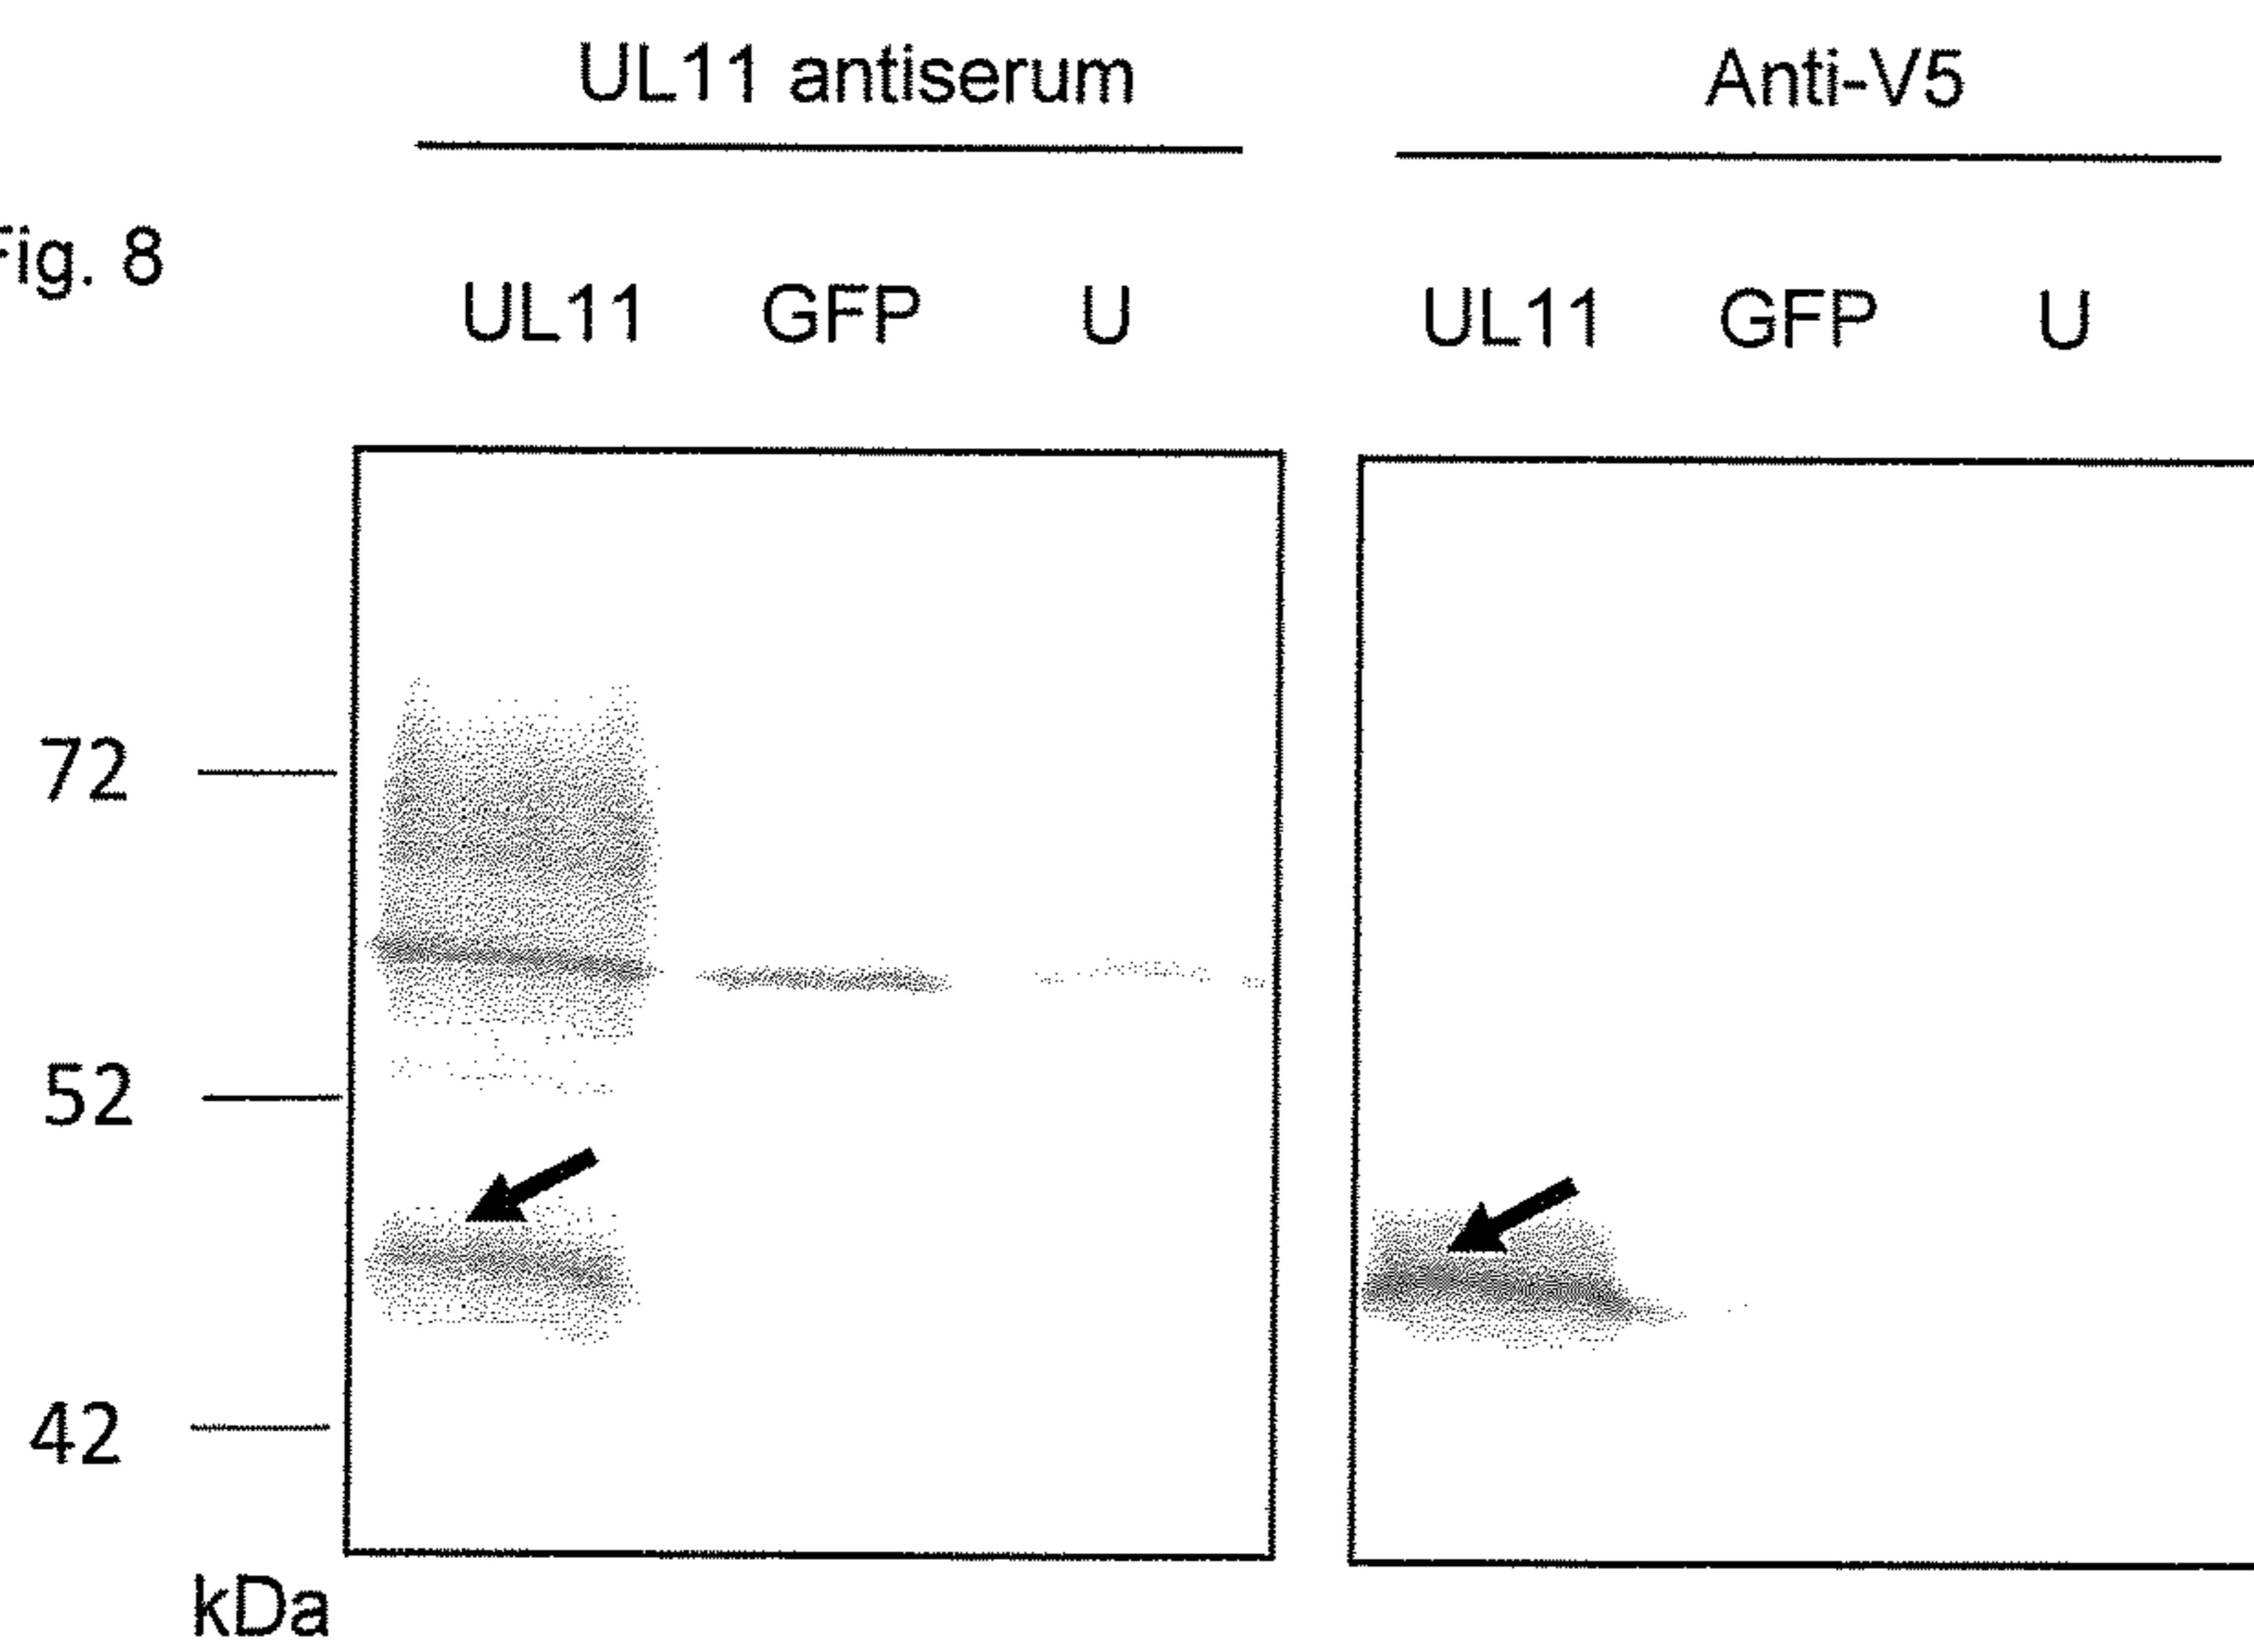 UL11 antiserum Anti-V5
Fig. 8
UL11 GFP U UL11 GFP U
72
52
42
kDa